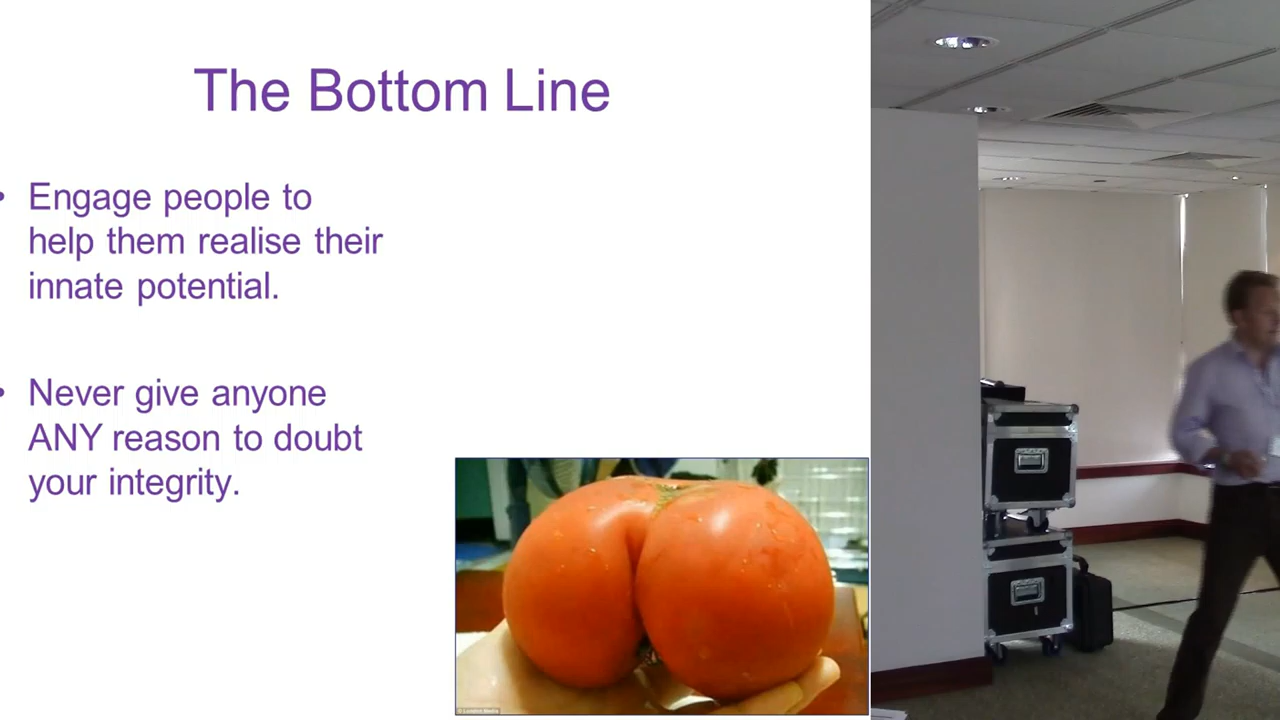 The Bottom Line
• Engage people to
help them realise their
innate potential.
• Never give anyone
ANY reason to doubt
your integrity.